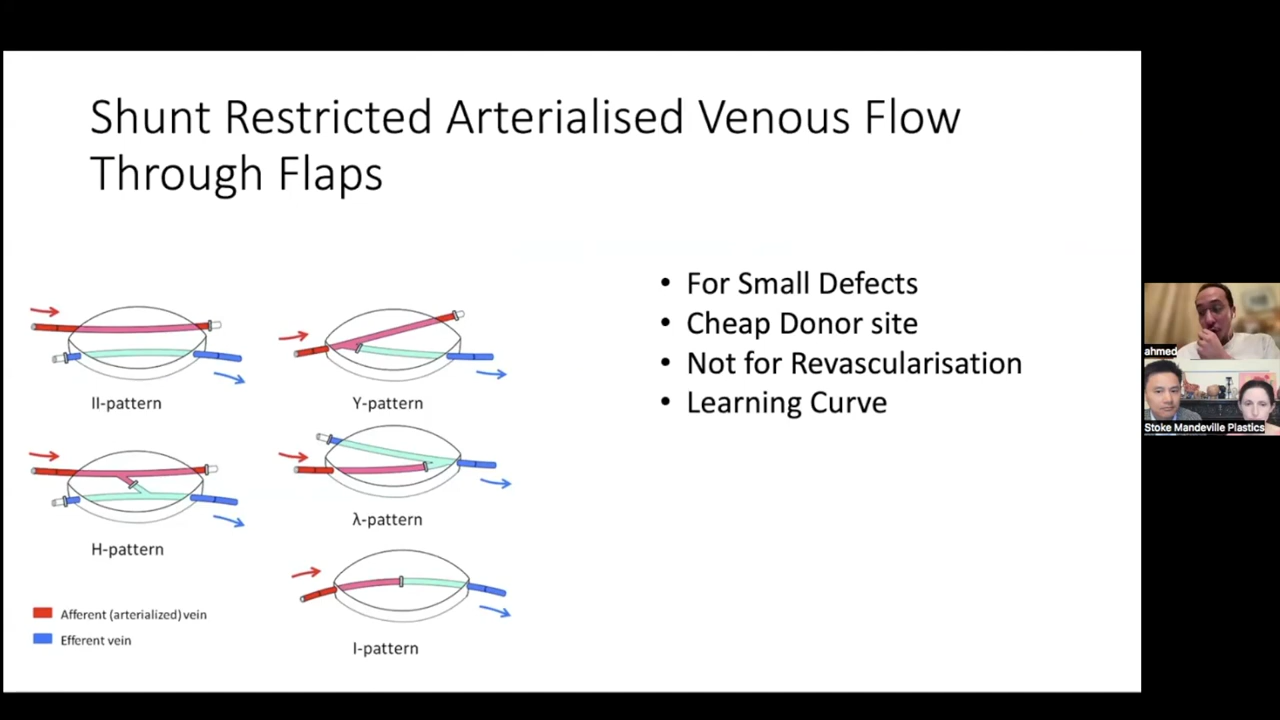 Shunt Restricted Arterialised Venous Flow
Through Flaps
• For Small Defects
• Cheap Donor site
• Not for Revascularisation
• Learning Curve
II-pattern
Y-pattern
H-pattern
λ-pattern
I-pattern
Afferent (arterialized) vein
Efferent vein
ahmed
Stoke Mandeville Plastics